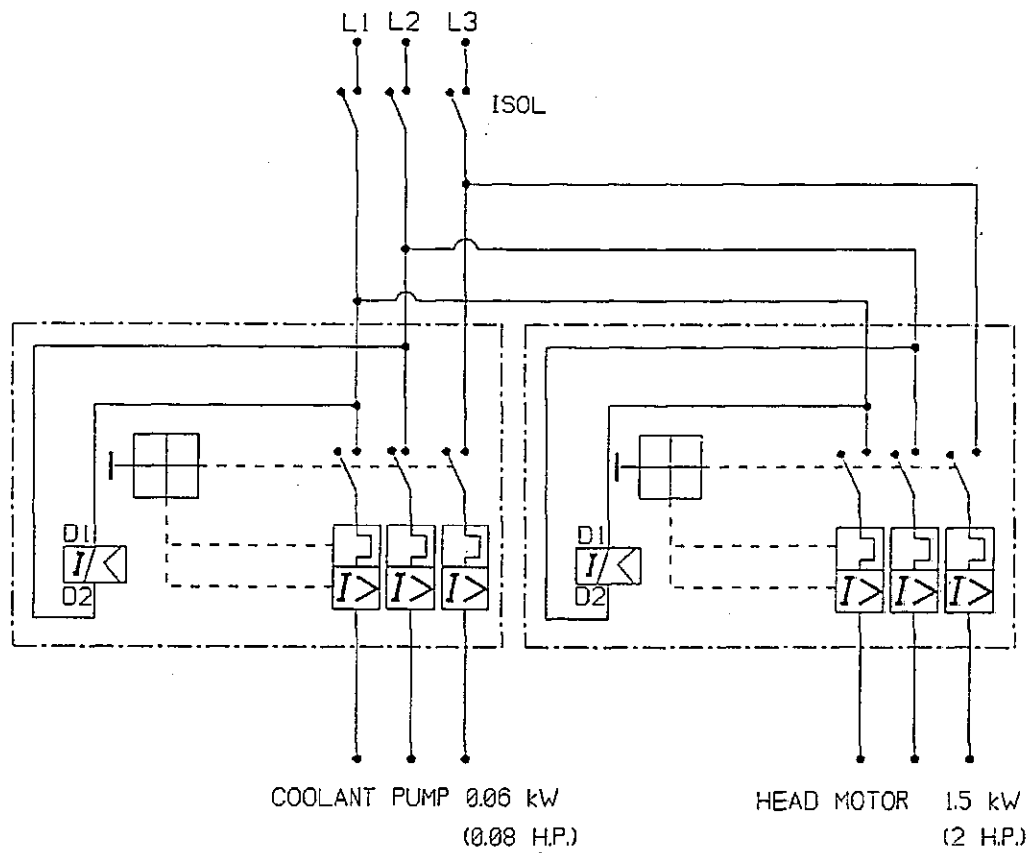 L1 L2 L3
ISOL
D1
I/<
D2
I> I> I>
D1
I/<
D2
I> I> I>
COOLANT PUMP 0.06 kW
(0.08 H.P.)
HEAD MOTOR 1.5 kW
(2 H.P.)